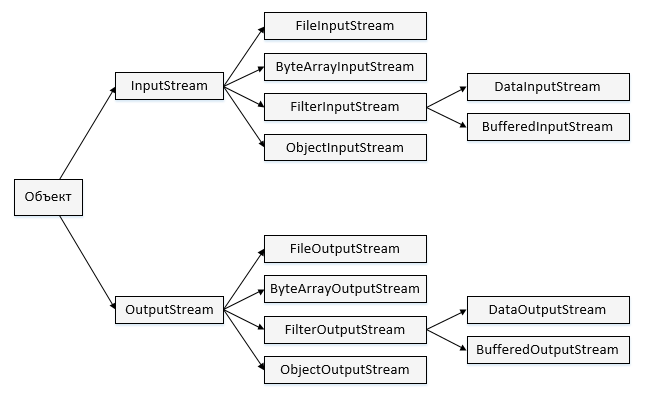 FileInputStream
ByteArrayInputStream
InputStream
FilterInputStream
DataInputStream
BufferedInputStream
ObjectInputStream
Объект
FileOutputStream
ByteArrayOutputStream
OutputStream
FilterOutputStream
DataOutputStream
BufferedOutputStream
ObjectOutputStream